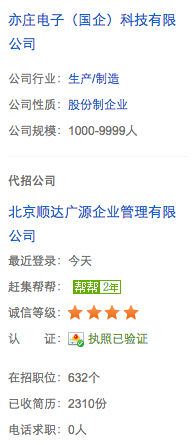 亦庄电子（国企）科技有限
公司
公司行业：生产/制造
公司性质：股份制企业
公司规模：1000-9999人
代招公司
北京顺达广源企业管理有限
公司
最近登录：今天
赶集帮帮：帮帮2年
诚信等级：
认　　证：执照已验证
在招职位：632个
已收简历：2310份
电话求职：0人